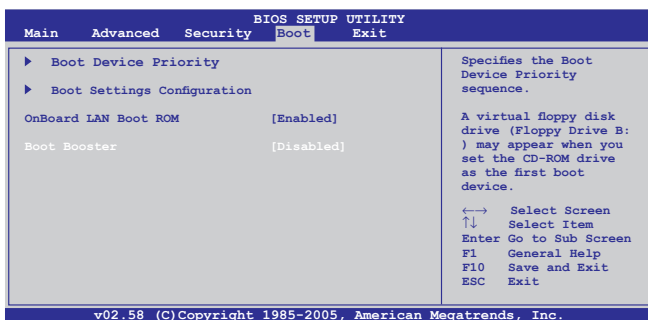 BIOS SETUP UTILITY
Main Advanced Security Boot Exit
Boot Device Priority
Boot Settings Configuration
OnBoard LAN Boot ROM [Enabled]
Boot Booster [Disabled]
Specifies the Boot
Device Priority
sequence.
A virtual floppy disk
drive (Floppy Drive B:
) may appear when you
set the CD-ROM drive
as the first boot
device.
←→ Select Screen
↑↓ Select Item
Enter Go to Sub Screen
F1 General Help
F10 Save and Exit
ESC Exit
v02.58 (C)Copyright 1985-2005, American Megatrends, Inc.